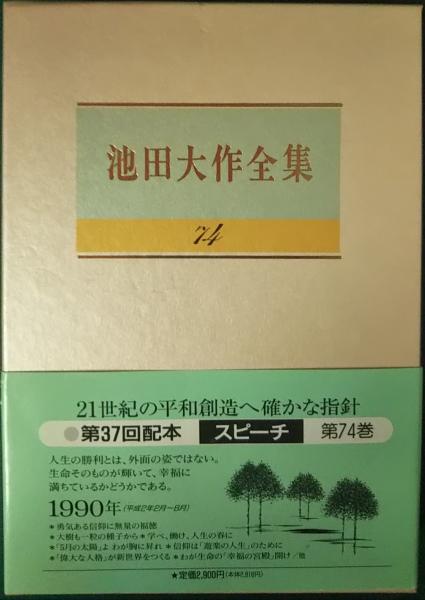 池田大作全集
74
21世紀の平和創造へ確かな指針
●第37回配本 スピーチ 第74巻
人生の勝利とは、外面の姿ではない。
生命そのものが輝いて、幸福に
満ちているかどうかである。
1990年(平成2年2月〜8月)
*勇気ある信仰に無量の福徳
*大樹も一粒の種子から*学べ、働け、人生の春に
*「5月の太陽」よ わが胸に昇れ *信仰は「遊楽の人生」のために
*「偉大な人格」が新世界をつくる*わが生命の「幸福の宮殿」開け/他
★定価2,900円(本体2,816円)